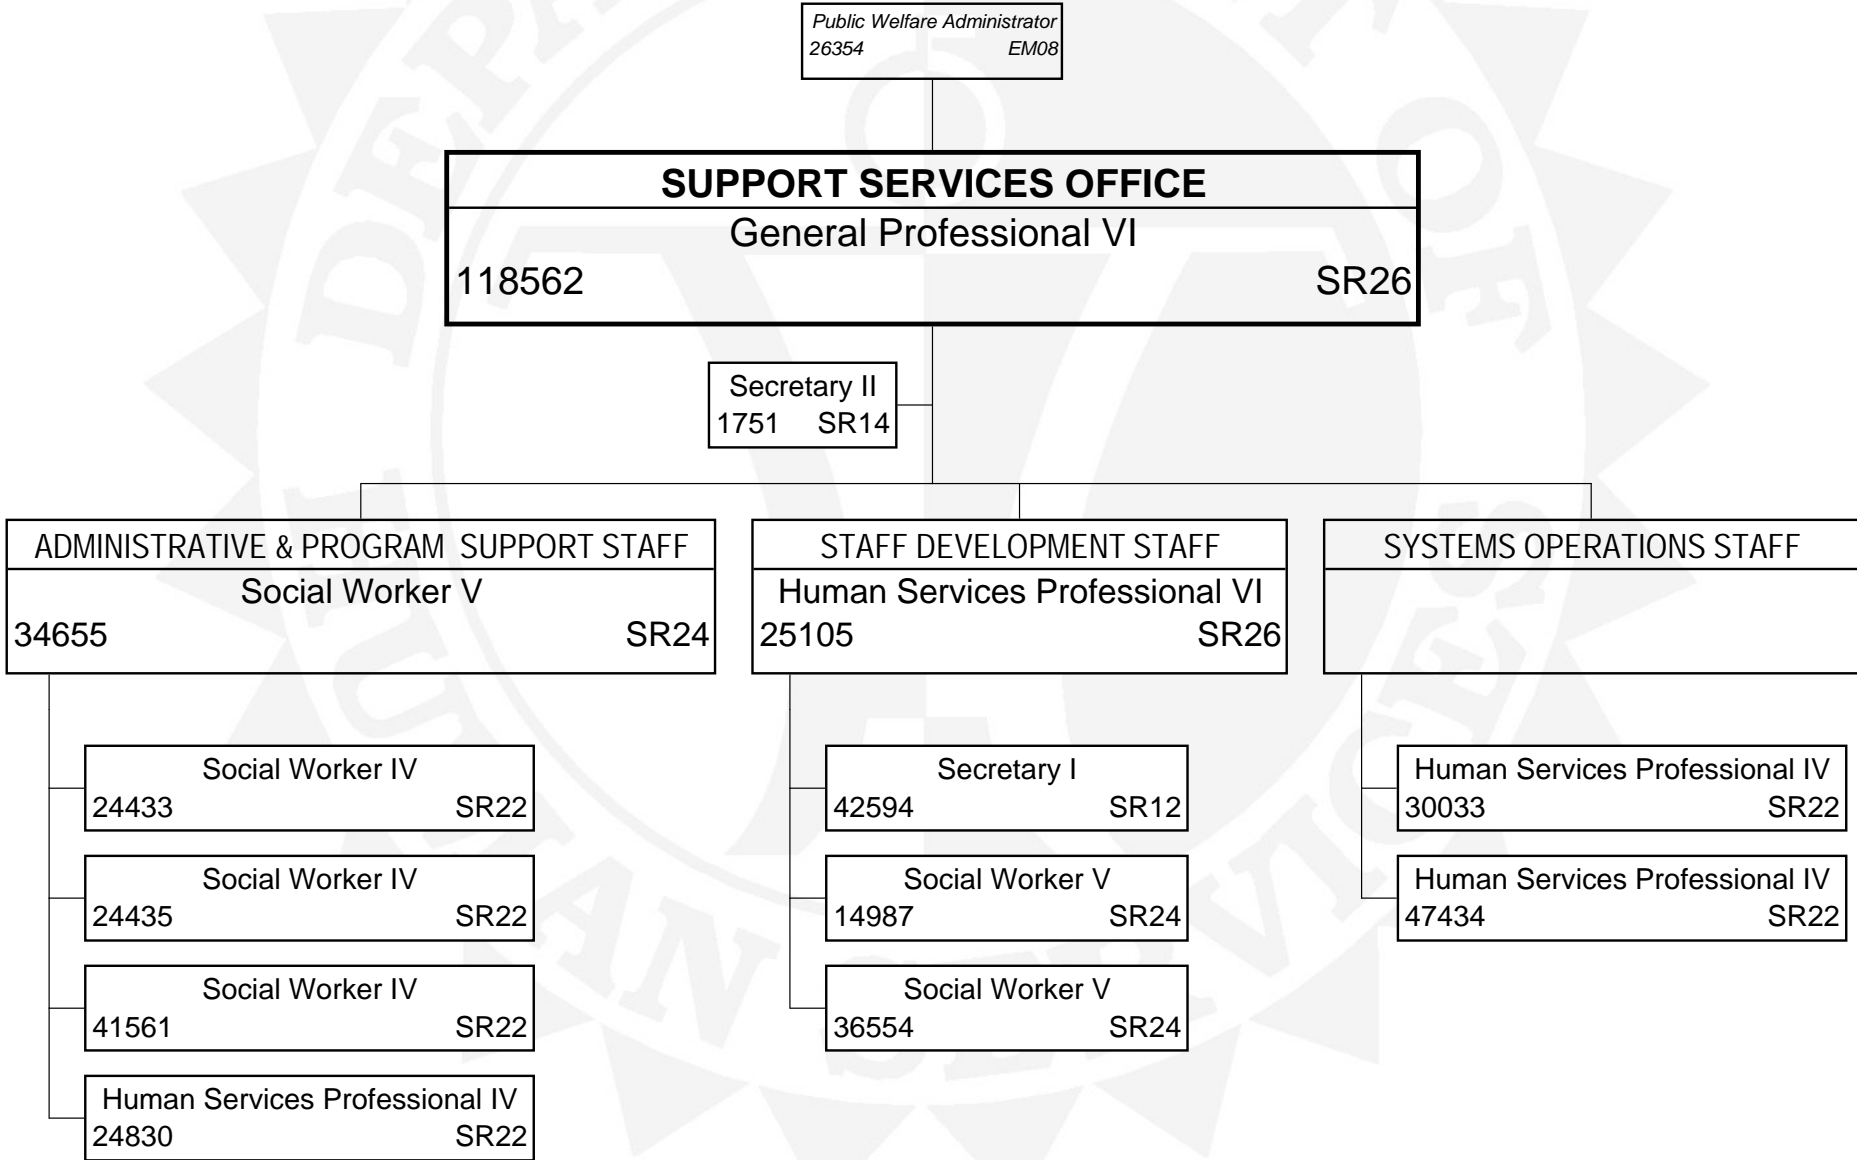 Public Welfare Administrator
26354 EM08
SUPPORT SERVICES OFFICE
General Professional VI
118562 SR26
Secretary II
1751 SR14
ADMINISTRATIVE & PROGRAM SUPPORT STAFF
Social Worker V
34655 SR24
Social Worker IV
24433 SR22
Social Worker IV
24435 SR22
Social Worker IV
41561 SR22
Human Services Professional IV
24830 SR22
STAFF DEVELOPMENT STAFF
Human Services Professional VI
25105 SR26
Secretary I
42594 SR12
Social Worker V
14987 SR24
Social Worker V
36554 SR24
SYSTEMS OPERATIONS STAFF
Human Services Professional IV
30033 SR22
Human Services Professional IV
47434 SR22